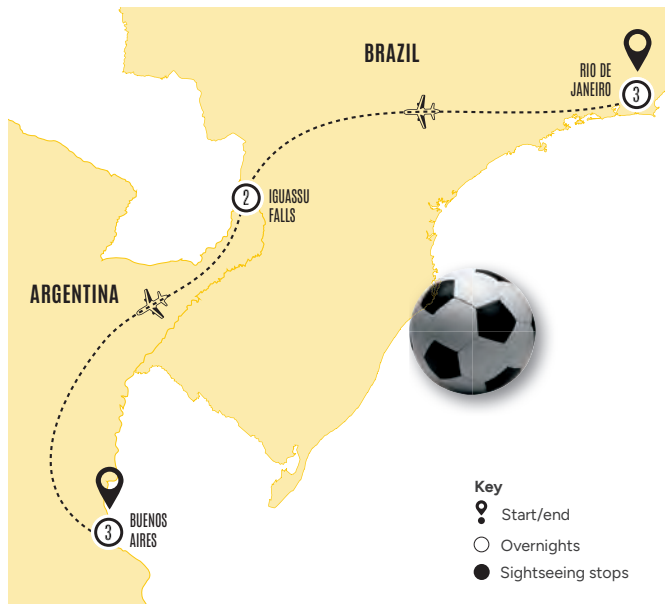 BRAZIL
RIO DE
JANEIRO
3
2
IGUASSU
FALLS
ARGENTINA
3
BUENOS
AIRES
Key
Start/end
Overnights
Sightseeing stops